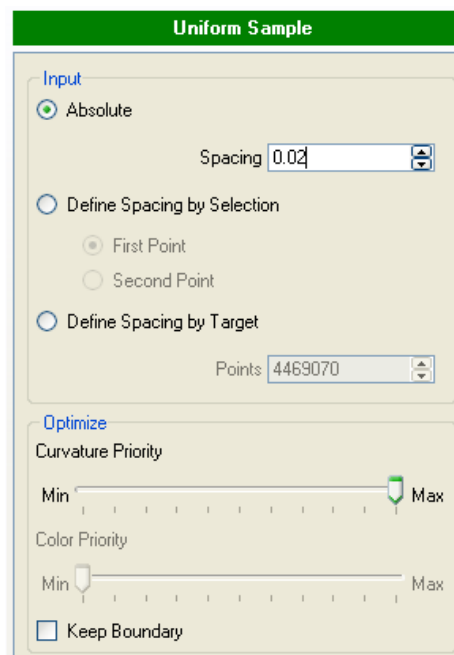 Uniform Sample
Input
Absolute
Spacing 0.02
Define Spacing by Selection
First Point
Second Point
Define Spacing by Target
Points 4469070
Optimize
Curvature Priority
Min Max
Color Priority
Min Max
Keep Boundary